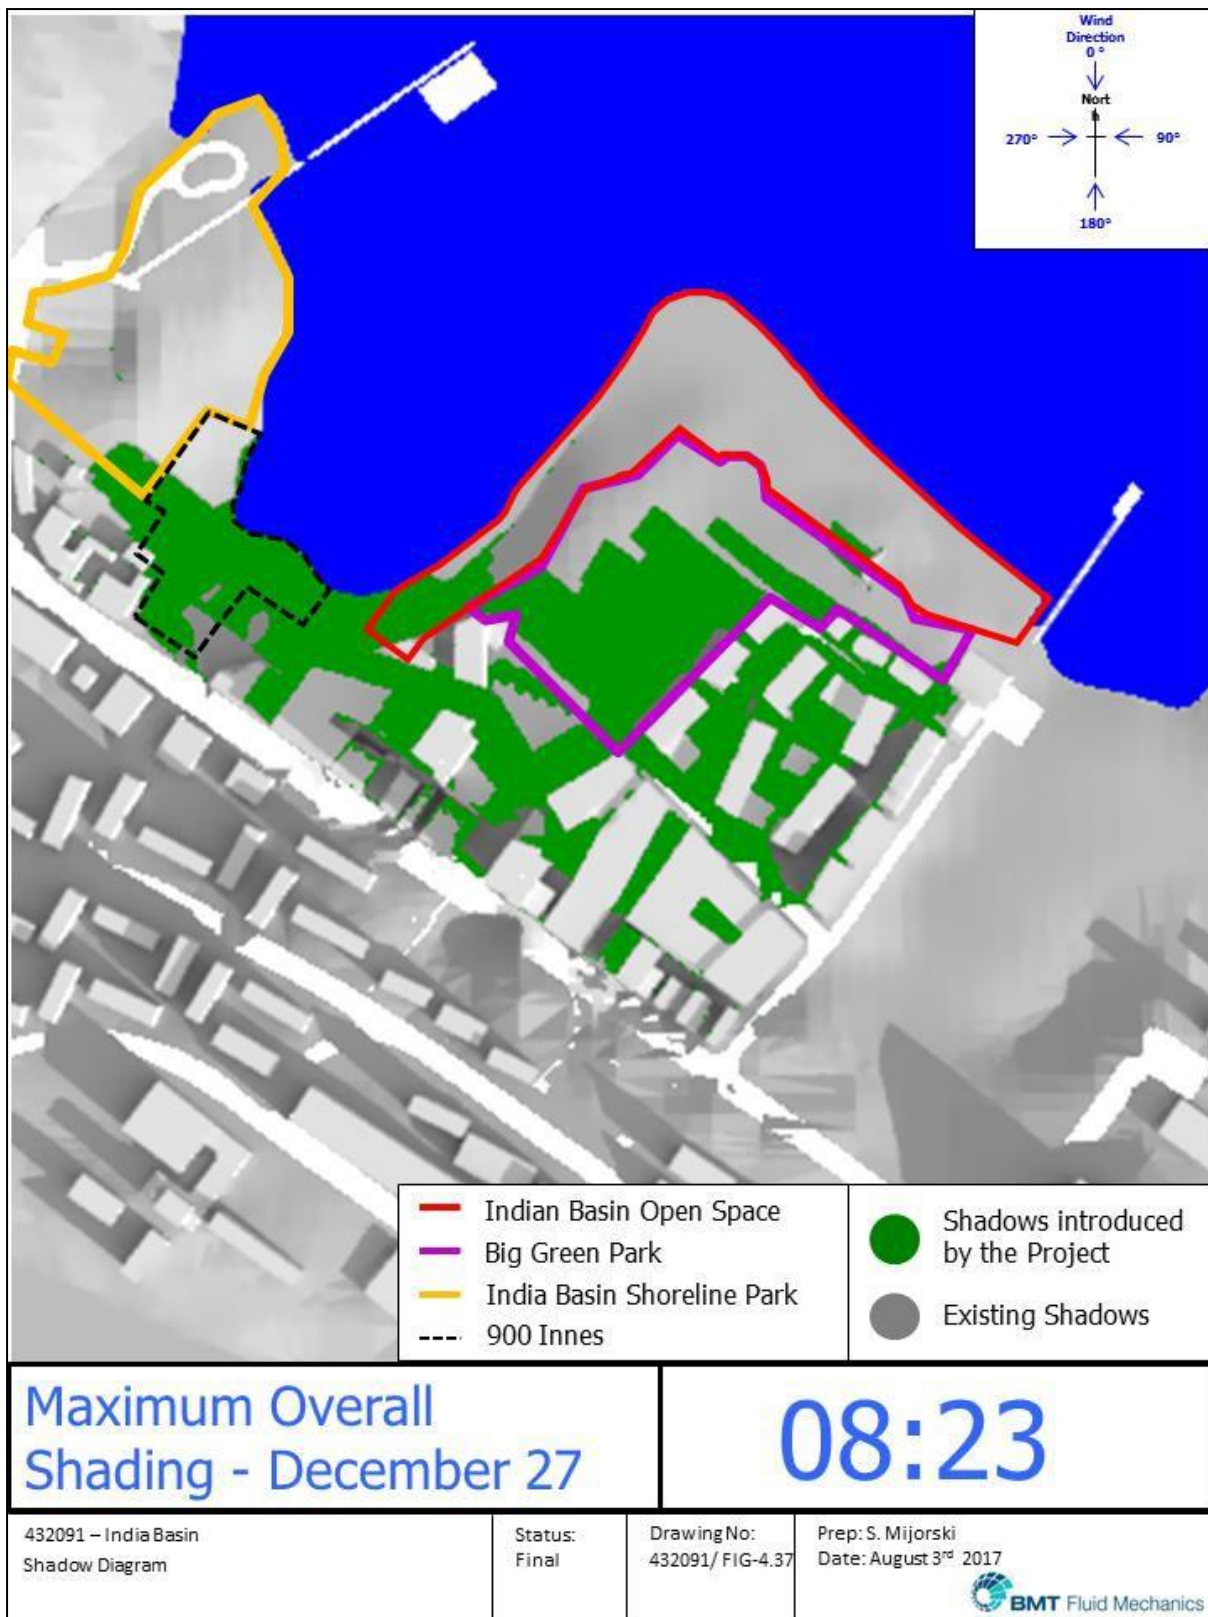 Wind
Direction
0 °
Nort
h
270°
90°
180°
Indian Basin Open Space
Big Green Park
India Basin Shoreline Park
900 Innes
Shadows introduced
by the Project
Existing Shadows
Maximum Overall
Shading - December 27
08:23
432091 – India Basin
Shadow Diagram
Status:
Final
Drawing No:
432091/ FIG-4.37
Prep: S. Mijorski
Date: August 3rd 2017
BMT Fluid Mechanics